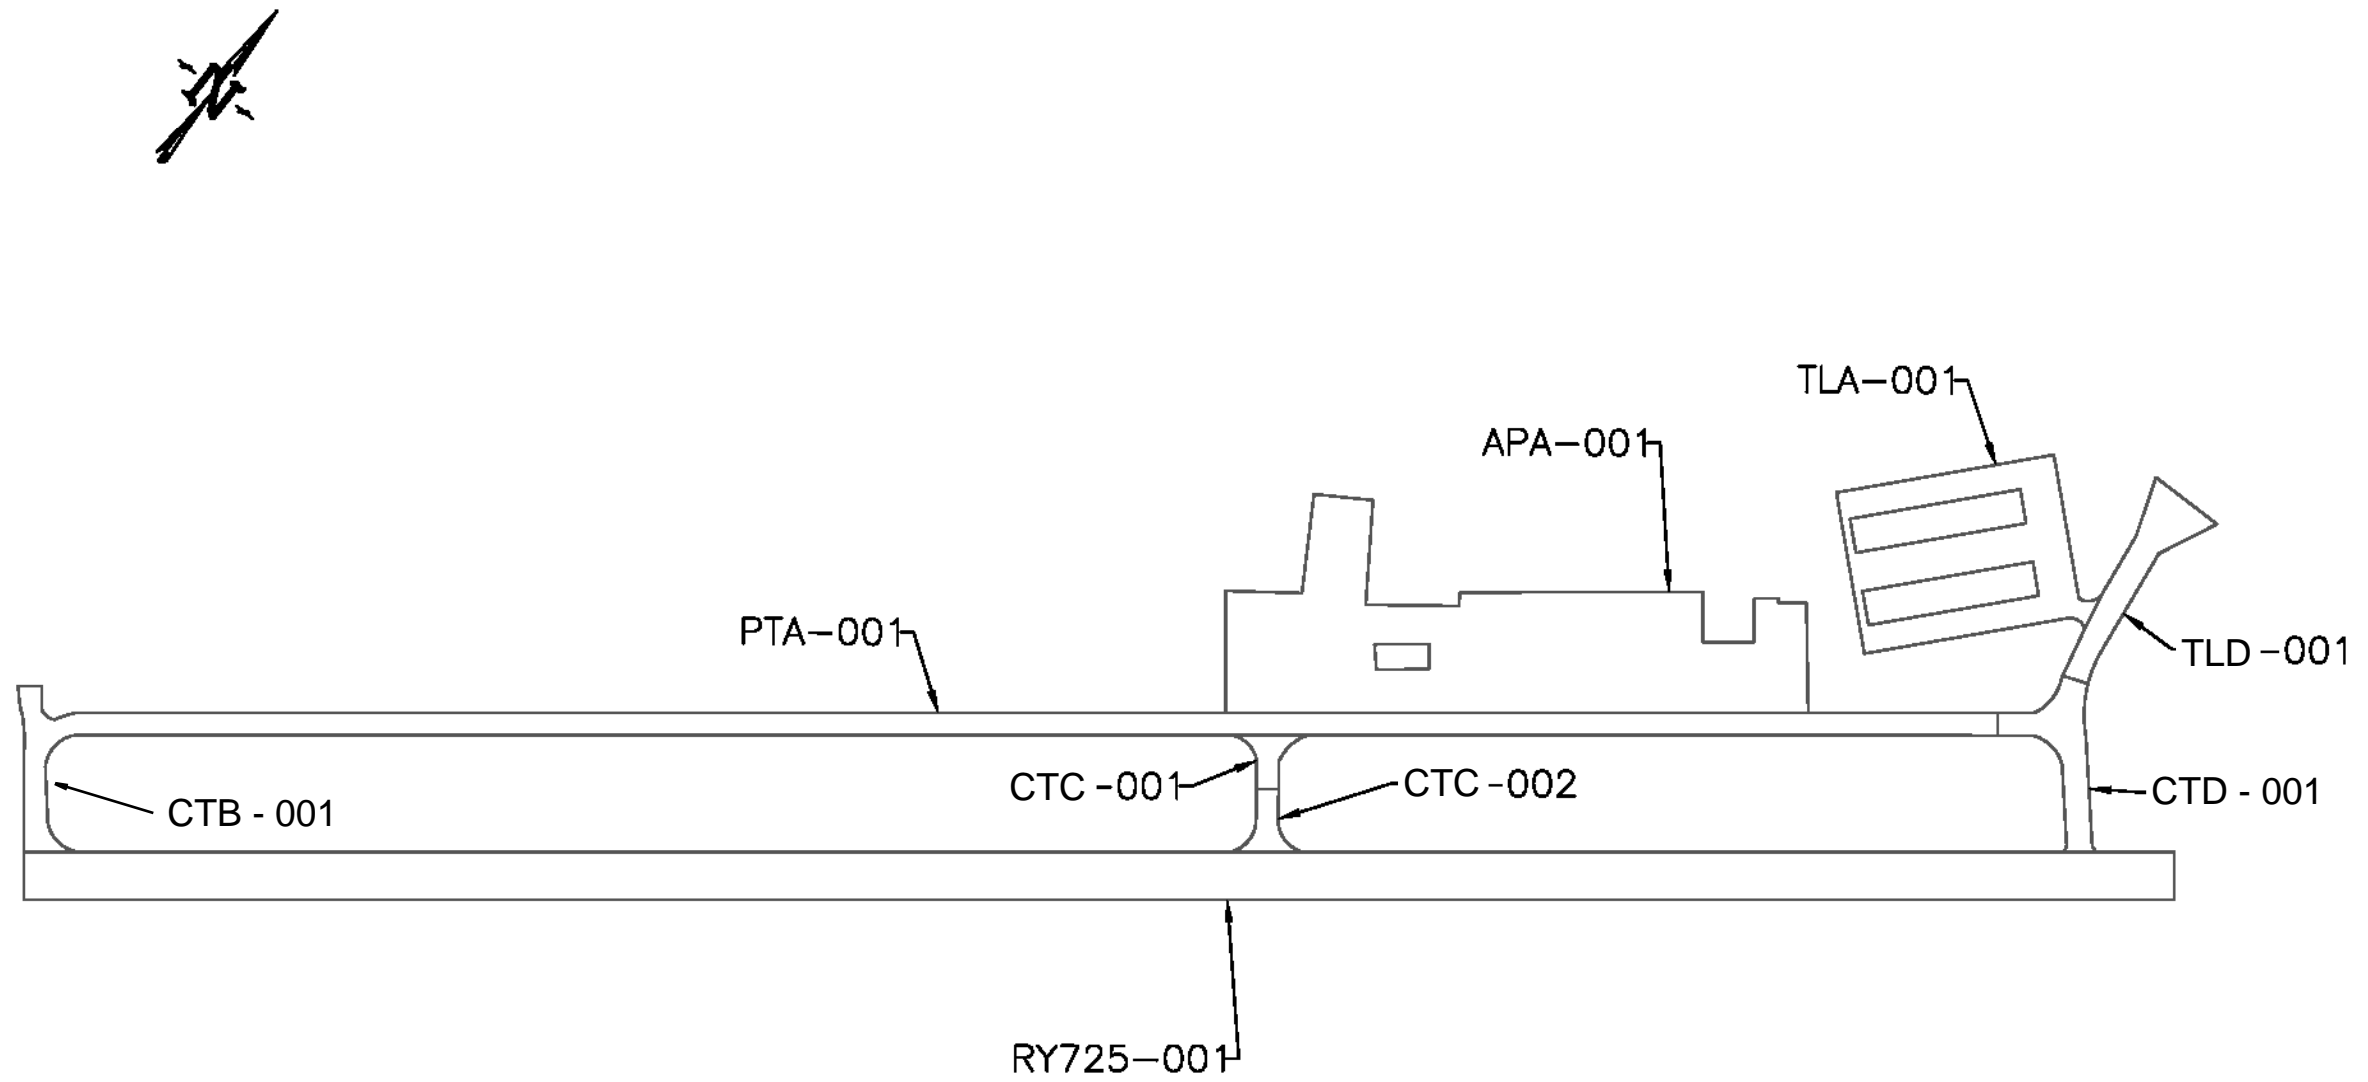 N
TLA-001
APA-001
PTA-001
TLD-001
CTC-001
CTC-002
CTD - 001
CTB - 001
RY725-001